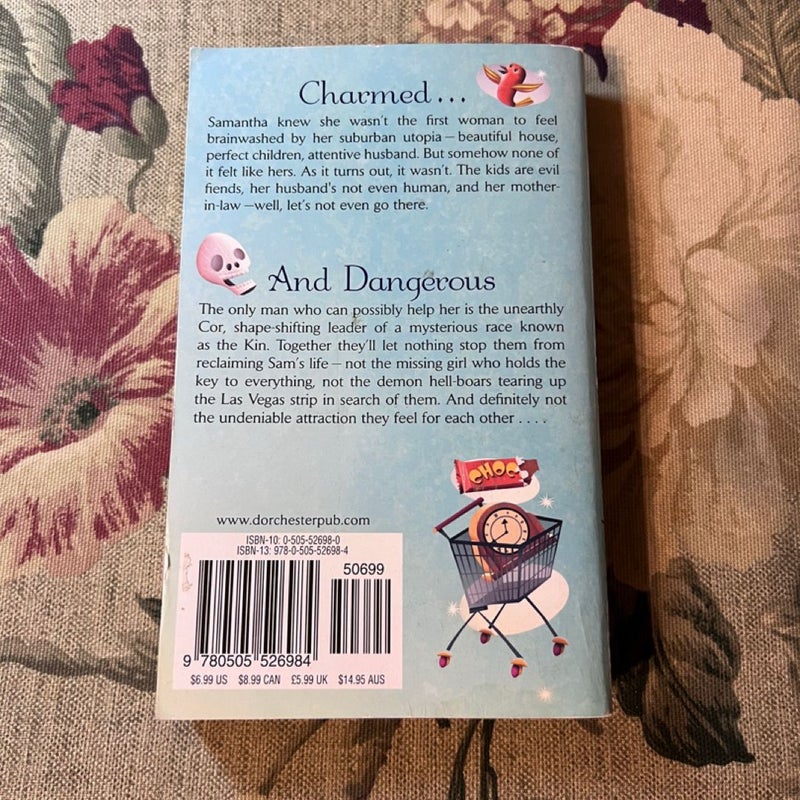 Charmed...
Samantha knew she wasn't the first woman to feel
brainwashed by her suburban utopia — beautiful house,
perfect children, attentive husband. But somehow none of
it felt like hers. As it turns out, it wasn't. The kids are evil
fiends, her husband's not even human, and her mother-
in-law —well, let's not even go there.
And Dangerous
The only man who can possibly help her is the unearthly
Cor, shape-shifting leader of a mysterious race known
as the Kin. Together they'll let nothing stop them from
reclaiming Sam's life — not the missing girl who holds the
key to everything, not the demon hell-boars tearing up
the Las Vegas strip in search of them. And definitely not
the undeniable attraction they feel for each other . . . .
CHOC
www.dorchesterpub.com
ISBN-10: 0-505-52698-0
ISBN-13: 978-0-505-52698-4
50699
9 780505 526984
$6.99 US $8.99 CAN £5.99 UK $14.95 AUS